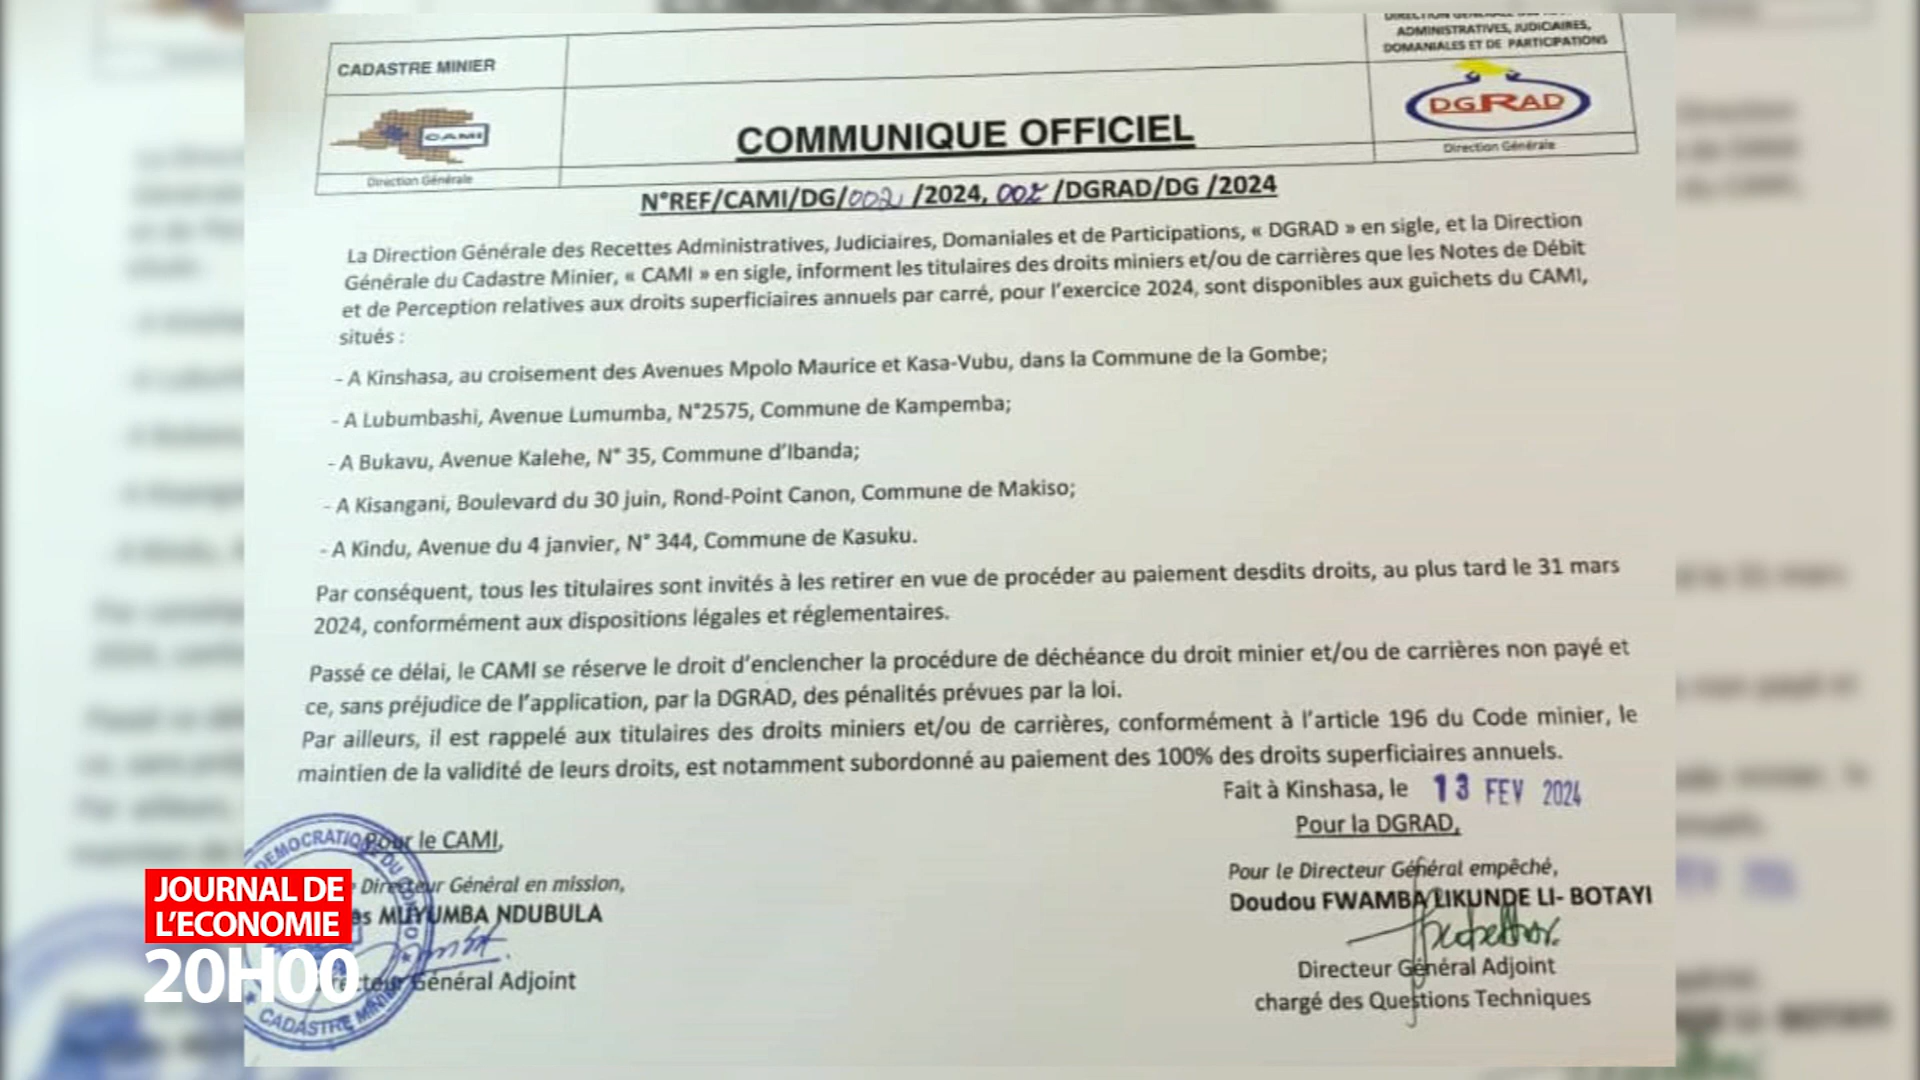 CADASTRE MINIER
ADMINISTRATIVES, JUDICIAIRES,
DOMANIALES ET DE PARTICIPATIONS
CAMI
DGRAD
COMMUNIQUE OFFICIEL
Direction Générale
Direction Générale
N°REF/CAMI/DG/002/2024, 002/DGRAD/DG /2024
La Direction Générale des Recettes Administratives, Judiciaires, Domaniales et de Participations, « DGRAD » en sigle, et la Direction
Générale du Cadastre Minier, « CAMI » en sigle, informent les titulaires des droits miniers et/ou de carrières que les Notes de Débit
et de Perception relatives aux droits superficiaires annuels par carré, pour l'exercice 2024, sont disponibles aux guichets du CAMI,
situés :
- A Kinshasa, au croisement des Avenues Mpolo Maurice et Kasa-Vubu, dans la Commune de la Gombe;
- A Lubumbashi, Avenue Lumumba, N°2575, Commune de Kampemba;
- A Bukavu, Avenue Kalehe, N° 35, Commune d'Ibanda;
- A Kisangani, Boulevard du 30 juin, Rond-Point Canon, Commune de Makiso;
- A Kindu, Avenue du 4 janvier, N° 344, Commune de Kasuku.
Par conséquent, tous les titulaires sont invités à les retirer en vue de procéder au paiement desdits droits, au plus tard le 31 mars
2024, conformément aux dispositions légales et réglementaires.
Passé ce délai, le CAMI se réserve le droit d'enclencher la procédure de déchéance du droit minier et/ou de carrières non payé et
ce, sans préjudice de l'application, par la DGRAD, des pénalités prévues par la loi.
Par ailleurs, il est rappelé aux titulaires des droits miniers et/ou de carrières, conformément à l'article 196 du Code minier, le
maintien de la validité de leurs droits, est notamment subordonné au paiement des 100% des droits superficiaires annuels.
Fait à Kinshasa, le 13 FEV 2024
Pour le CAMI,
Pour la DGRAD,
Directeur Général en mission,
MUYUMBA NDUBULA
Général Adjoint
Pour le Directeur Général empêché,
Doudou FWAMBA LIKUNDE LI- BOTAYI
Directeur Général Adjoint
chargé des Questions Techniques
DEMOCRATIQUE DU CONGO
CADASTRE MINIER
JOURNAL DE
L'ECONOMIE
20H00